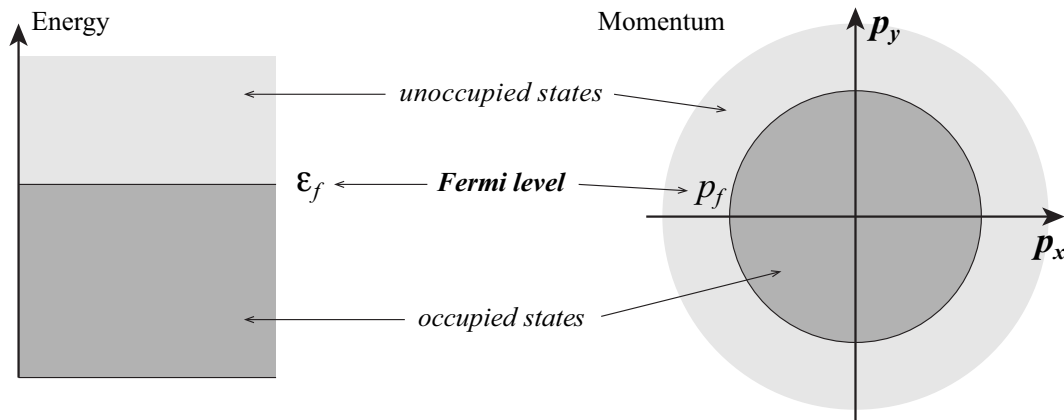 Energy
Momentum
p_y
unoccupied states
ε_f
Fermi level
p_f
p_x
occupied states